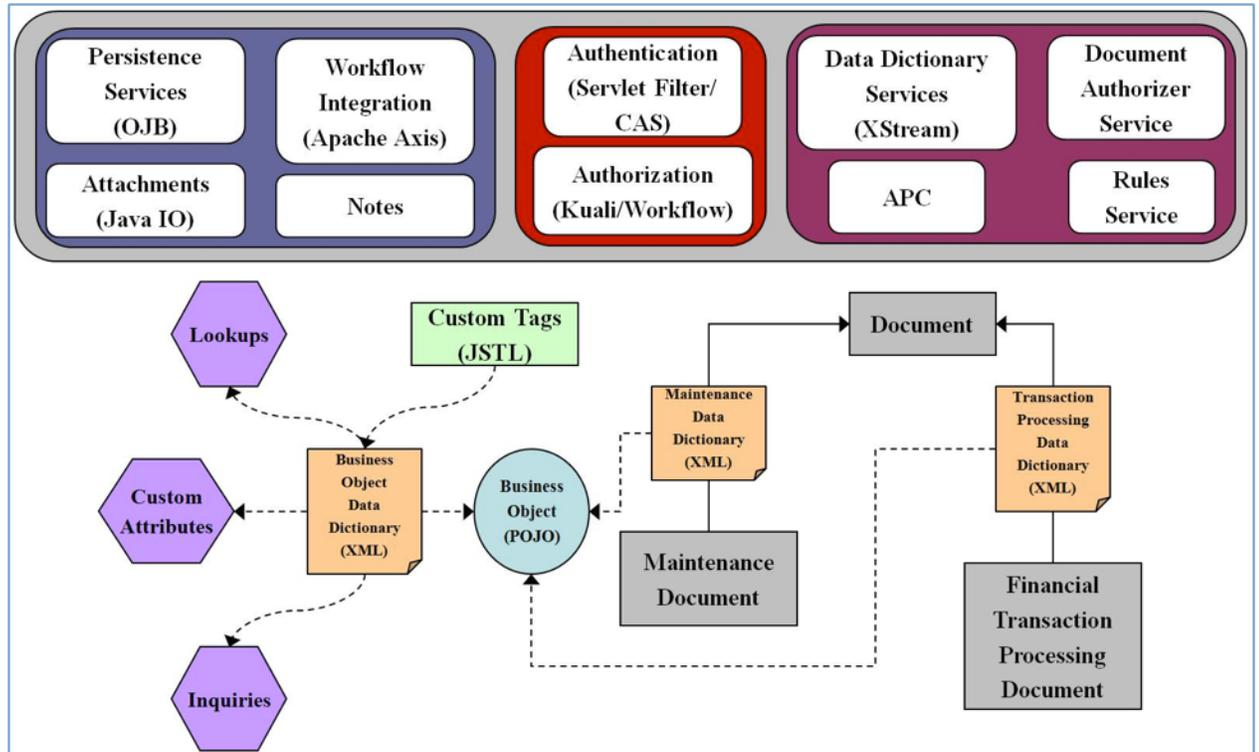 Persistence
Services
(OJB)
Workflow
Integration
(Apache Axis)
Attachments
(Java IO)
Notes
Authentication
(Servlet Filter/
CAS)
Authorization
(Kuali/Workflow)
Data Dictionary
Services
(XStream)
Document
Authorizer
Service
APC
Rules
Service
Lookups
Custom Tags
(JSTL)
Document
Maintenance
Data
Dictionary
(XML)
Transaction
Processing
Data
Dictionary
(XML)
Custom
Attributes
Business
Object
Data
Dictionary
(XML)
Business
Object
(POJO)
Maintenance
Document
Financial
Transaction
Processing
Document
Inquiries